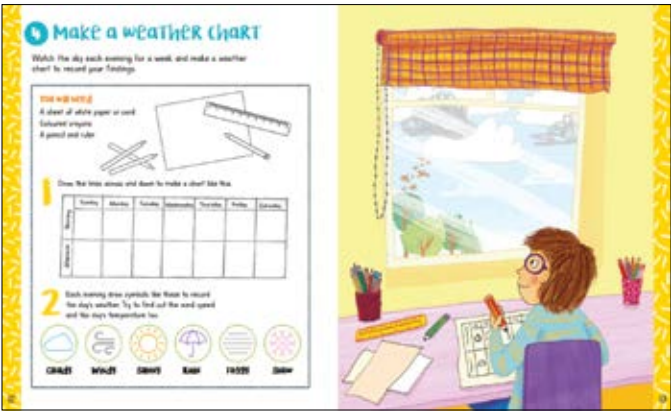 4 Make a weather chart
Watch the sky each evening for a week and make a weather
chart to record your findings.
You will need
A sheet of white paper or card
Coloured crayons
A pencil and ruler
1 Draw the lines across and down to make a chart like this.
Sunday Monday Tuesday Wednesday Thursday Friday Saturday
Morning
Afternoon
2 Each evening draw symbols like these to record
the day's weather. Try to find out the wind speed
and the day's temperature too.
Cloudy Windy Sunny Rain Foggy Snow